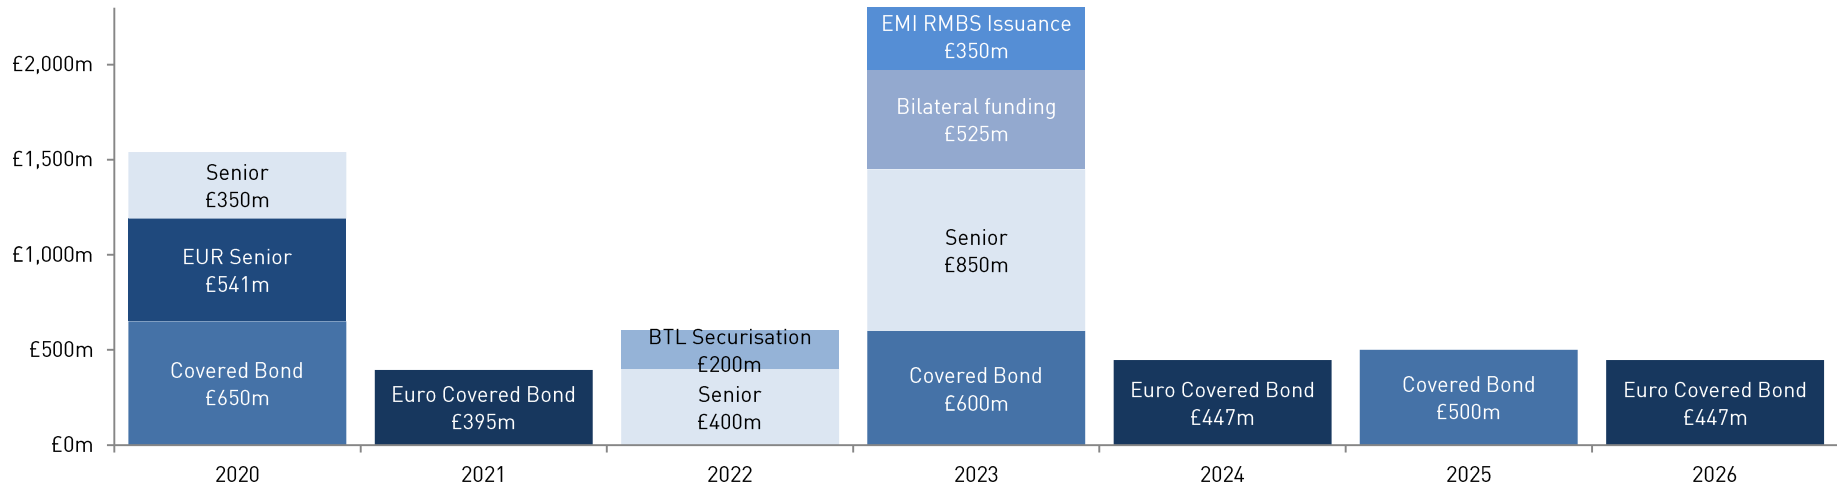 £2,000m
£1,500m
£1,000m
£500m
£0m
Senior
£350m
EUR Senior
£541m
Covered Bond
£650m
Euro Covered Bond
£395m
BTL Securisation
£200m
Senior
£400m
EMI RMBS Issuance
£350m
Bilateral funding
£525m
Senior
£850m
Covered Bond
£600m
Euro Covered Bond
£447m
Covered Bond
£500m
Euro Covered Bond
£447m
2020
2021
2022
2023
2024
2025
2026